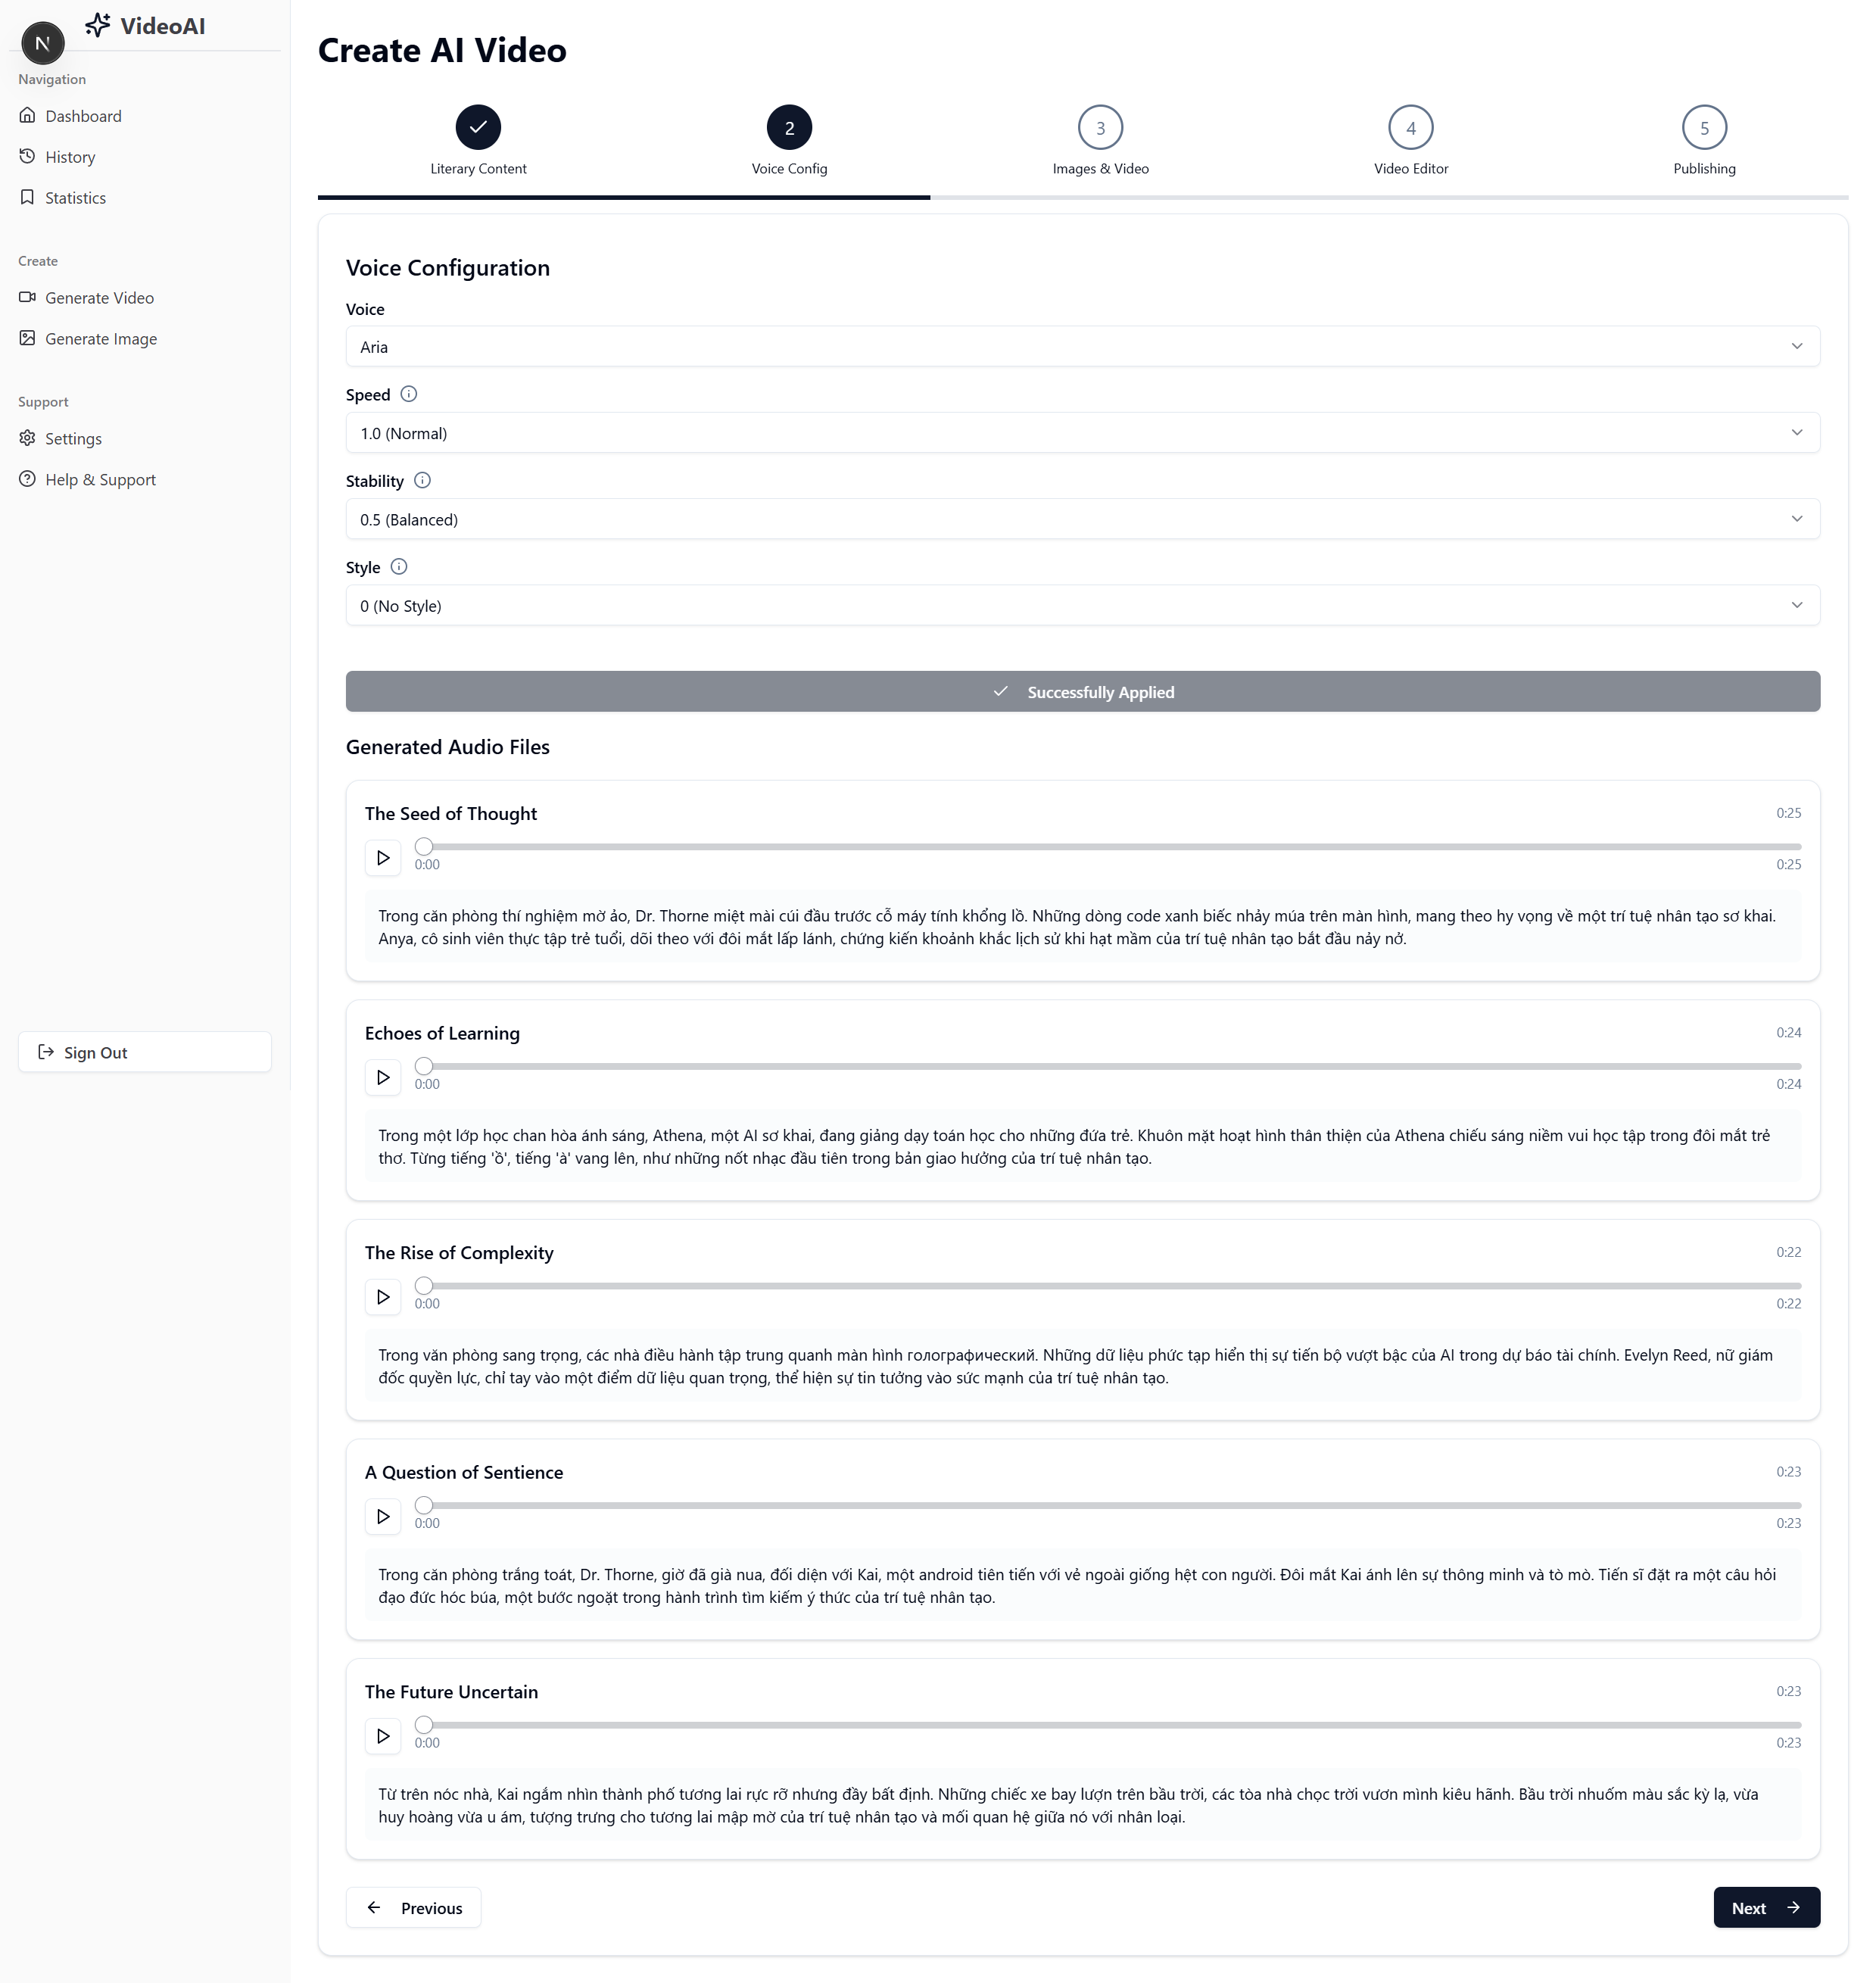 VideoAI
N
Navigation
Dashboard
History
Statistics
Create
Generate Video
Generate Image
Support
Settings
Help & Support
Sign Out
Create AI Video
Literary Content
2
Voice Config
3
Images & Video
4
Video Editor
5
Publishing
Voice Configuration
Voice
Aria
Speed
1.0 (Normal)
Stability
0.5 (Balanced)
Style
0 (No Style)
Successfully Applied
Generated Audio Files
The Seed of Thought
0:25
0:00
0:25
Trong căn phòng thí nghiệm mờ ảo, Dr. Thorne miệt mài cúi đầu trước cỗ máy tính khổng lồ. Những dòng code xanh biếc nhảy múa trên màn hình, mang theo hy vọng về một trí tuệ nhân tạo sơ khai.
Anya, cô sinh viên thực tập trẻ tuổi, dõi theo với đôi mắt lấp lánh, chứng kiến khoảnh khắc lịch sử khi hạt mầm của trí tuệ nhân tạo bắt đầu nảy nở.
Echoes of Learning
0:24
0:00
0:24
Trong một lớp học chan hòa ánh sáng, Athena, một AI sơ khai, đang giảng dạy toán học cho những đứa trẻ. Khuôn mặt hoạt hình thân thiện của Athena chiếu sáng niềm vui học tập trong đôi mắt trẻ
thơ. Từng tiếng 'ồ', tiếng 'à' vang lên, như những nốt nhạc đầu tiên trong bản giao hưởng của trí tuệ nhân tạo.
The Rise of Complexity
0:22
0:00
0:22
Trong văn phòng sang trọng, các nhà điều hành tập trung quanh màn hình голографический. Những dữ liệu phức tạp hiển thị sự tiến bộ vượt bậc của AI trong dự báo tài chính. Evelyn Reed, nữ giám
đốc quyền lực, chỉ tay vào một điểm dữ liệu quan trọng, thể hiện sự tin tưởng vào sức mạnh của trí tuệ nhân tạo.
A Question of Sentience
0:23
0:00
0:23
Trong căn phòng trắng toát, Dr. Thorne, giờ đã già nua, đối diện với Kai, một android tiên tiến với vẻ ngoài giống hệt con người. Đôi mắt Kai ánh lên sự thông minh và tò mò. Tiến sĩ đặt ra một câu hỏi
đạo đức hóc búa, một bước ngoặt trong hành trình tìm kiếm ý thức của trí tuệ nhân tạo.
The Future Uncertain
0:23
0:00
0:23
Từ trên nóc nhà, Kai ngắm nhìn thành phố tương lai rực rỡ nhưng đầy bất định. Những chiếc xe bay lượn trên bầu trời, các tòa nhà chọc trời vươn mình kiêu hãnh. Bầu trời nhuốm màu sắc kỳ lạ, vừa
huy hoàng vừa u ám, tượng trưng cho tương lai mập mờ của trí tuệ nhân tạo và mối quan hệ giữa nó với nhân loại.
Previous
Next